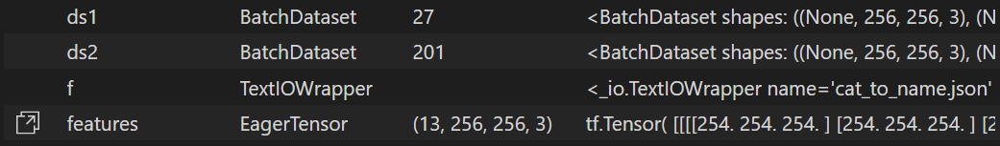 ds1 BatchDataset 27 <BatchDataset shapes: ((None, 256, 256, 3), (N
ds2 BatchDataset 201 <BatchDataset shapes: ((None, 256, 256, 3), (N
f TextIOWrapper <_io.TextIOWrapper name='cat_to_name.json'
features EagerTensor (13, 256, 256, 3) tf.Tensor( [[[[254. 254. 254. ] [254. 254. 254. ] [2